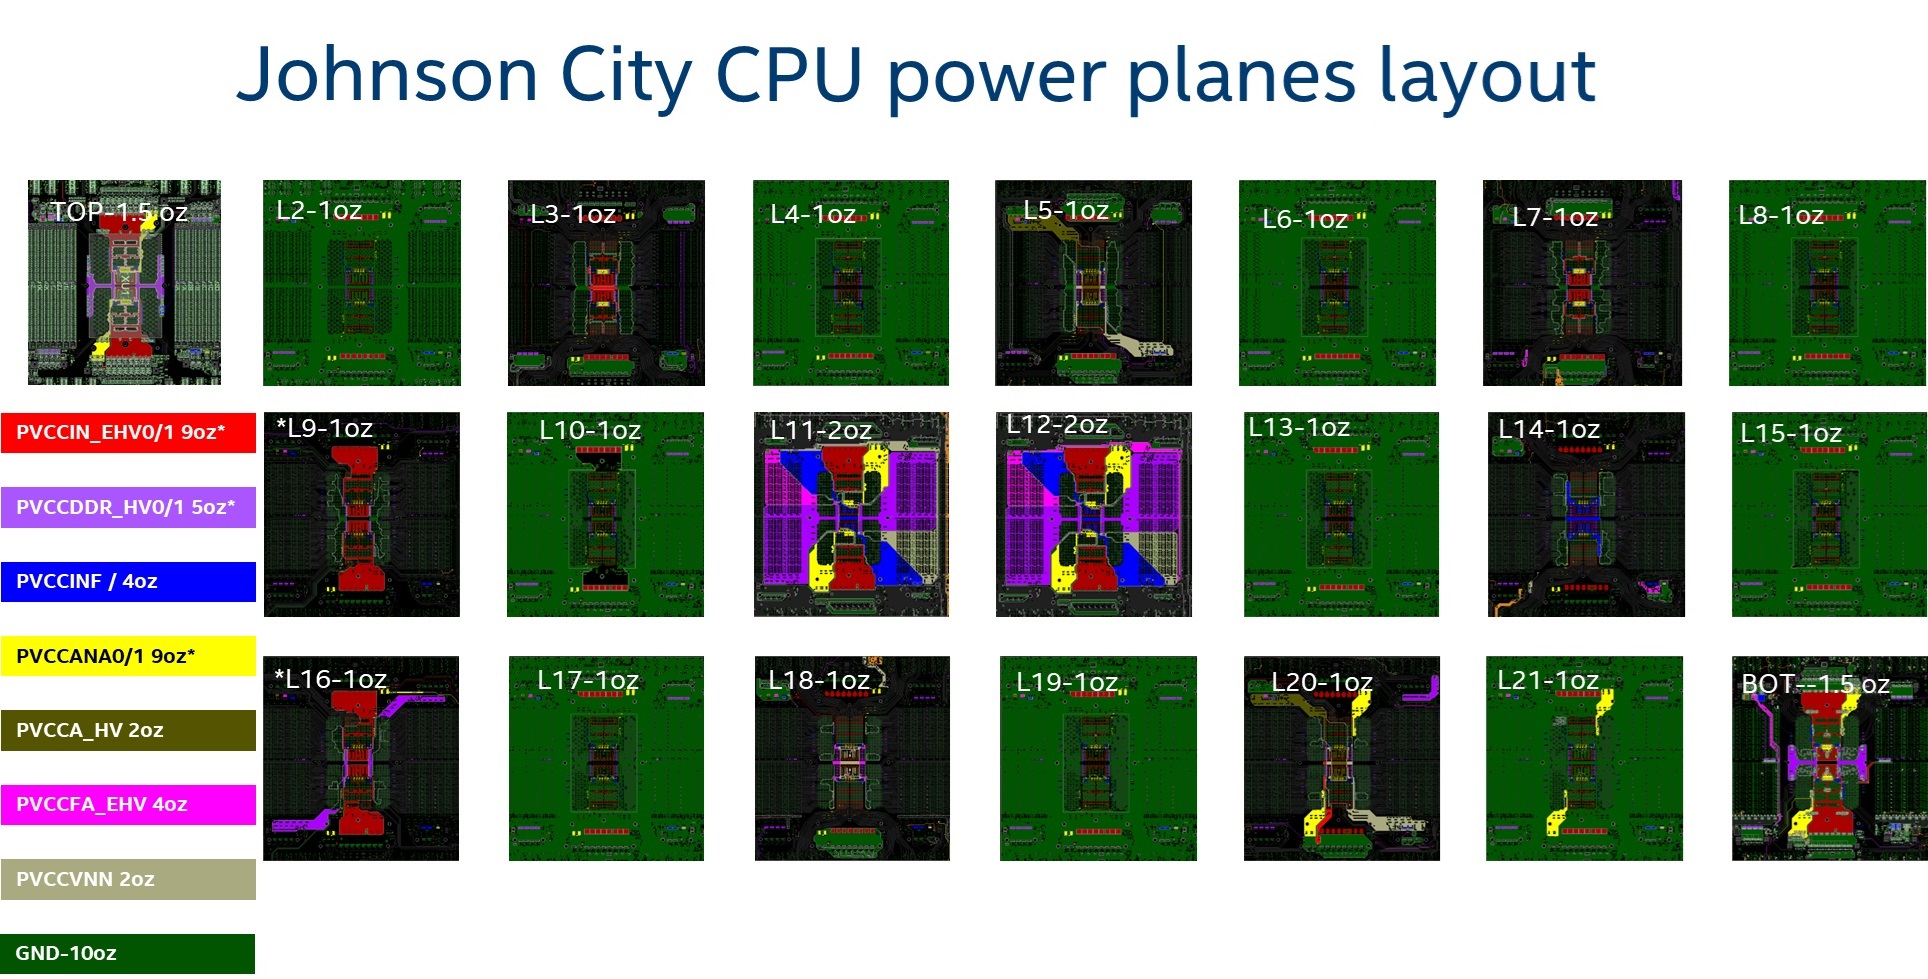 Johnson City CPU power planes layout
TOP-1.5 oz
L2-1oz
L3-1oz
L4-1oz
L5-1oz
L6-1oz
L7-1oz
L8-1oz
PVCCIN_EHV0/1 9oz*
PVCCDDR_HV0/1 5oz*
PVCCINF / 4oz
PVCCANA0/1 9oz*
PVCCA_HV 2oz
PVCCFA_EHV 4oz
PVCCVNN 2oz
GND-10oz
*L9-1oz
L10-1oz
L11-2oz
L12-2oz
L13-1oz
L14-1oz
L15-1oz
*L16-1oz
L17-1oz
L18-1oz
L19-1oz
L20-1oz
L21-1oz
BOT--1.5 oz